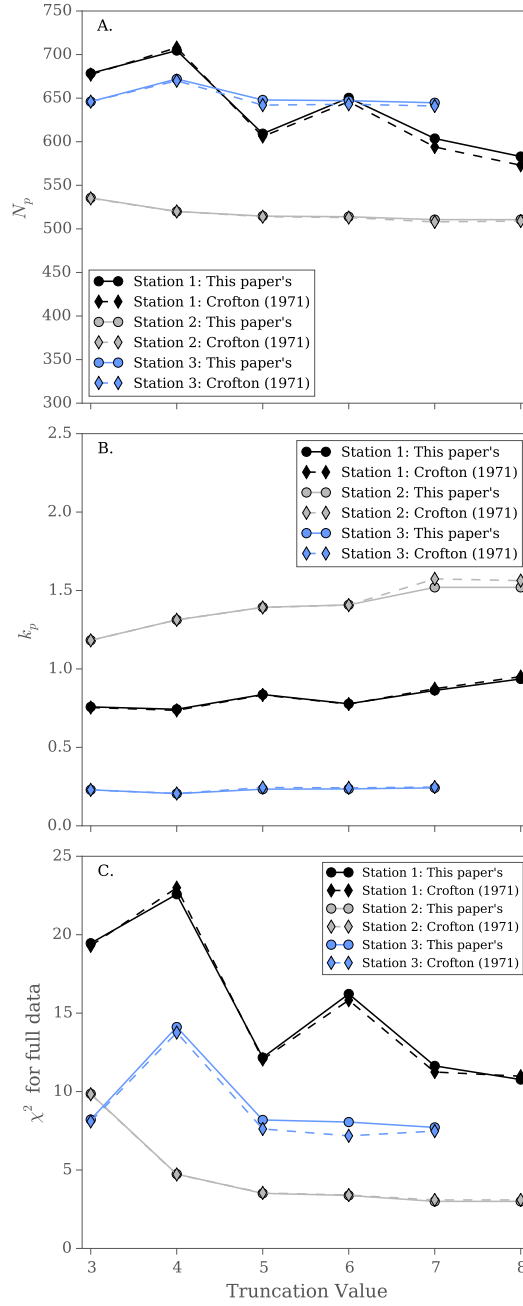 A.
750
700
650
600
550
500
450
400
350
300
N_p
Station 1: This paper's
Station 1: Crofton (1971)
Station 2: This paper's
Station 2: Crofton (1971)
Station 3: This paper's
Station 3: Crofton (1971)
B.
2.5
2.0
1.5
1.0
0.5
0.0
k_p
Station 1: This paper's
Station 1: Crofton (1971)
Station 2: This paper's
Station 2: Crofton (1971)
Station 3: This paper's
Station 3: Crofton (1971)
C.
25
20
15
10
5
0
χ² for full data
Station 1: This paper's
Station 1: Crofton (1971)
Station 2: This paper's
Station 2: Crofton (1971)
Station 3: This paper's
Station 3: Crofton (1971)
3 4 5 6 7 8
Truncation Value